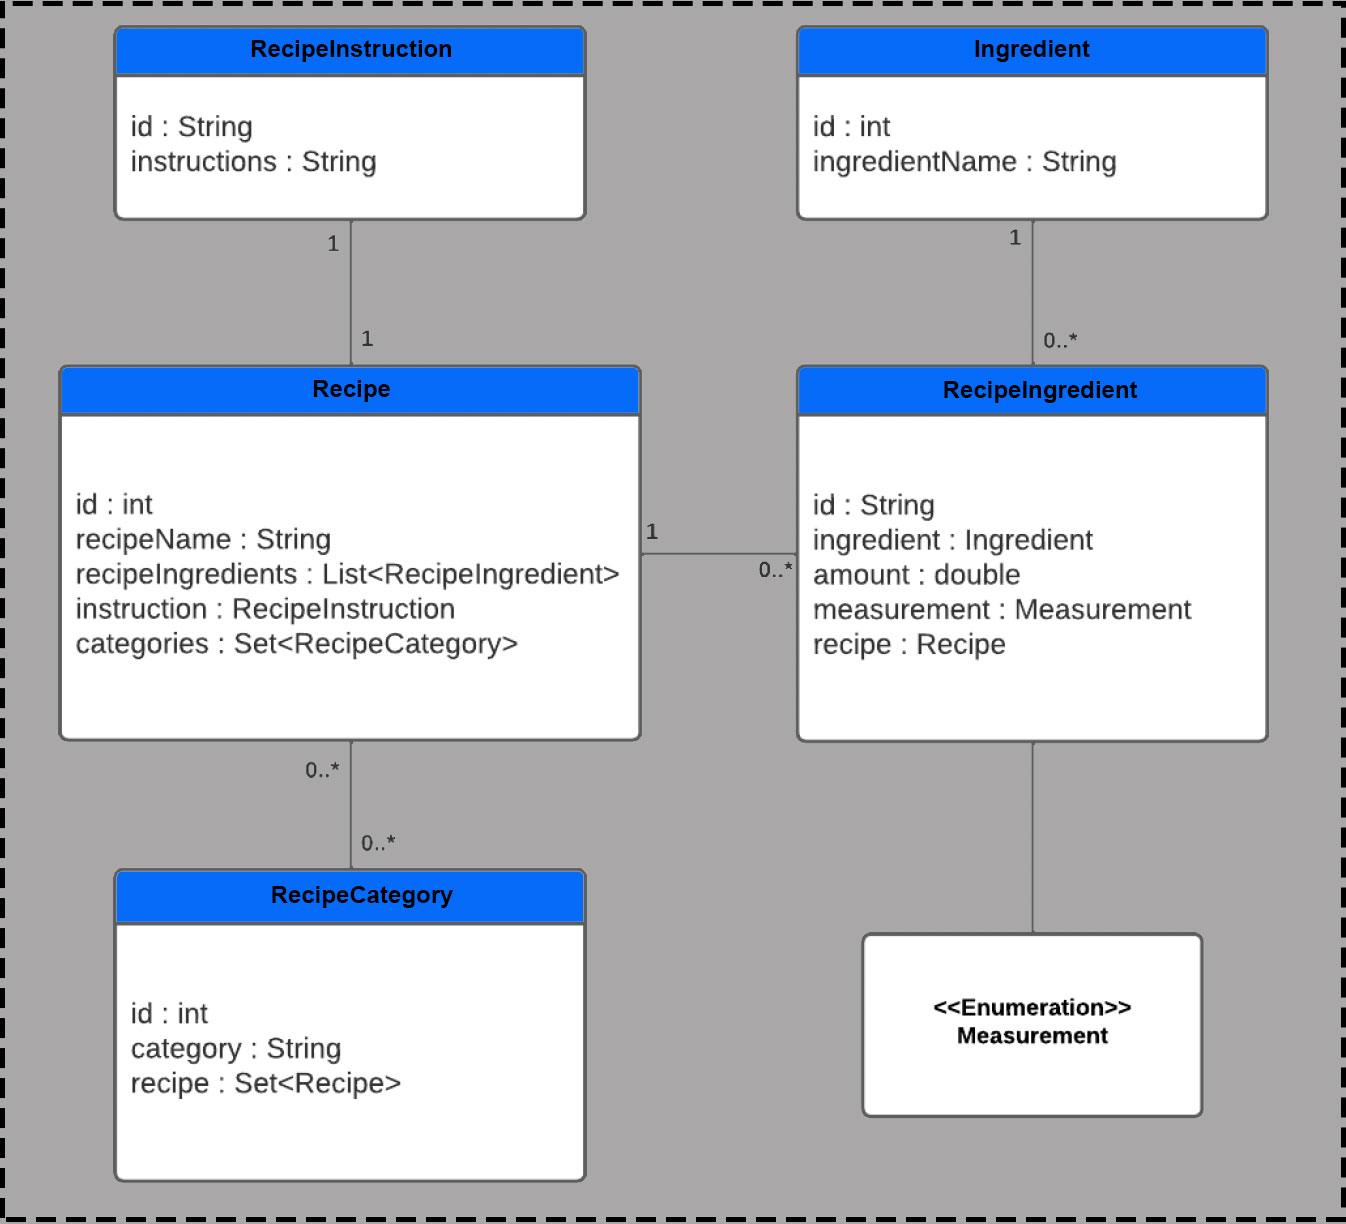 RecipeInstruction
id : String
instructions : String
Ingredient
id : int
ingredientName : String
1
1
1
0..*
Recipe
id : int
recipeName : String
recipeIngredients : List<RecipeIngredient>
instruction : RecipeInstruction
categories : Set<RecipeCategory>
1
0..*
RecipeIngredient
id : String
ingredient : Ingredient
amount : double
measurement : Measurement
recipe : Recipe
0..*
0..*
RecipeCategory
id : int
category : String
recipe : Set<Recipe>
<<Enumeration>>
Measurement